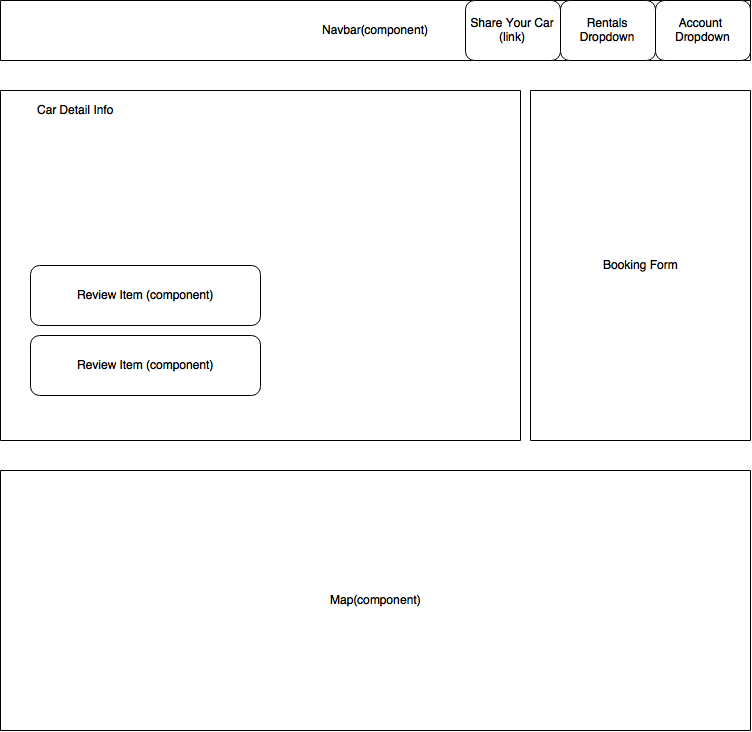 Navbar(component)
Share Your Car
(link)
Rentals
Dropdown
Account
Dropdown
Car Detail Info
Review Item (component)
Review Item (component)
Booking Form
Map(component)